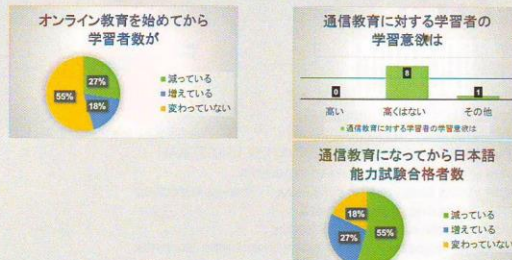 オンライン教育を始めてから
学習者数が
27%
55%
18%
減っている
増えている
変わっていない
通信教育に対する学習者の
学習意欲は
0
8
1
高い
高くはない
その他
通信教育に対する学習者の学習意欲は
通信教育になってから日本語
能力試験合格者数
18%
27%
55%
減っている
増えている
変わっていない